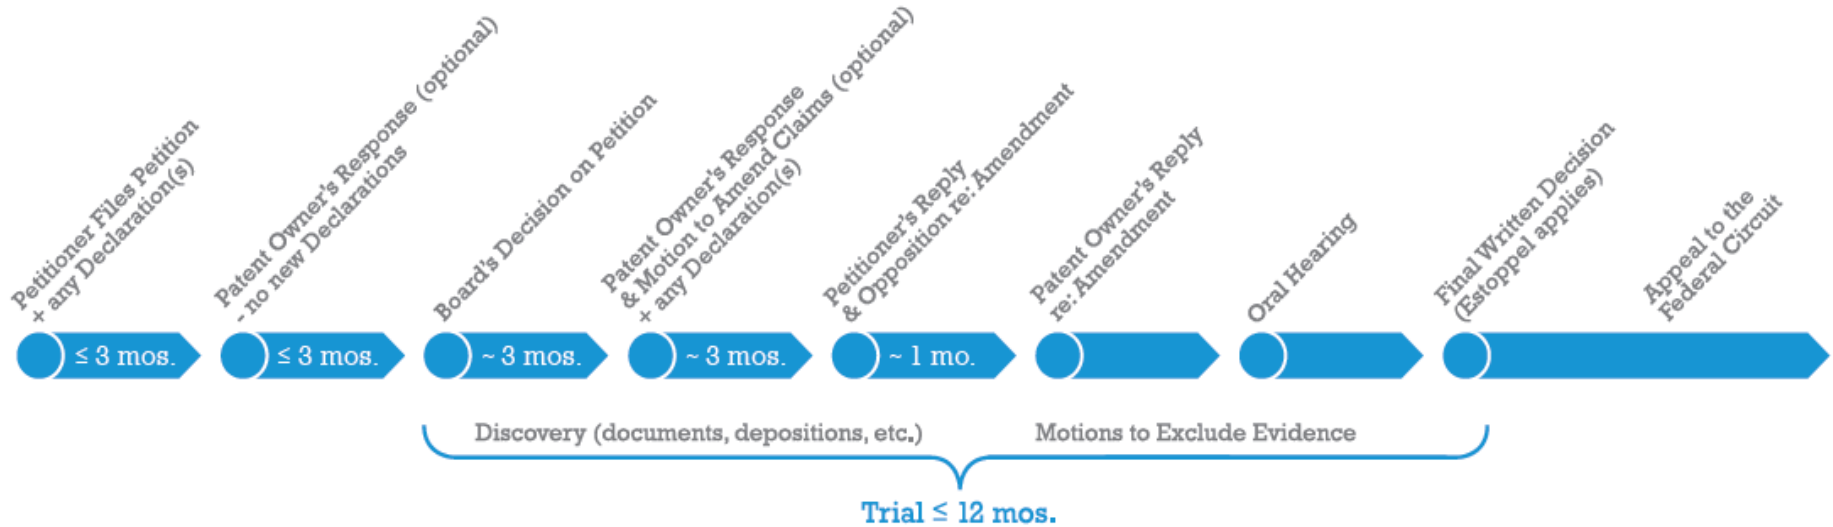 Petitioner Files Petition
+ any Declaration(s)
Patent Owner's Response (optional)
- no new Declarations
Board's Decision on Petition
Patent Owner's Response
& Motion to Amend Claims (optional)
+ any Declaration(s)
Petitioner's Reply
& Opposition re: Amendment
Patent Owner's Reply
re: Amendment
Oral Hearing
Final Written Decision
(Estoppel applies)
Appeal to the
Federal Circuit
≤ 3 mos.
≤ 3 mos.
~ 3 mos.
~ 3 mos.
~ 1 mo.
Discovery (documents, depositions, etc.)
Motions to Exclude Evidence
Trial ≤ 12 mos.